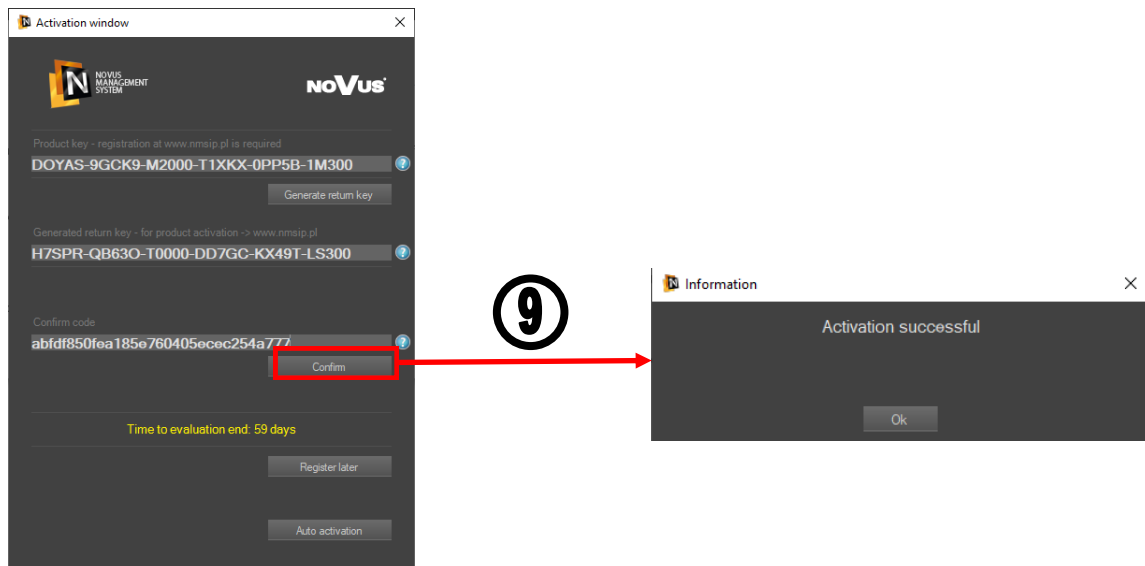 Activation window
NOVUS
MANAGEMENT
SYSTEM
NOVUS
Product key - registration at www.nmsip.pl is required
DOYAS-9GCK9-M2000-T1XKX-0PP5B-1M300
Generate return key
Generated return key - for product activation -> www.nmsip.pl
H7SPR-QB63O-T0000-DD7GC-KX49T-LS300
Confirm code
abfdf850fea185e760405ecec254a777
Confirm
Time to evaluation end: 59 days
Register later
Auto activation
9
Information
Activation successful
Ok